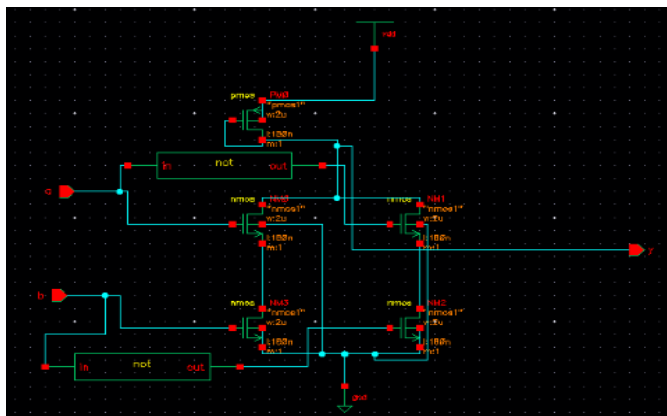 vdd
pmos PM0
"pmos1"
w:2u
l:180n
m:1
in not out
a
nmos NM0
"nmos1"
w:2u
l:180n
m:1
nmos NM1
"nmos1"
w:2u
l:180n
m:1
y
b
nmos NM3
"nmos1"
w:2u
l:180n
m:1
nmos NM2
"nmos1"
w:2u
l:180n
m:1
in not out
gnd